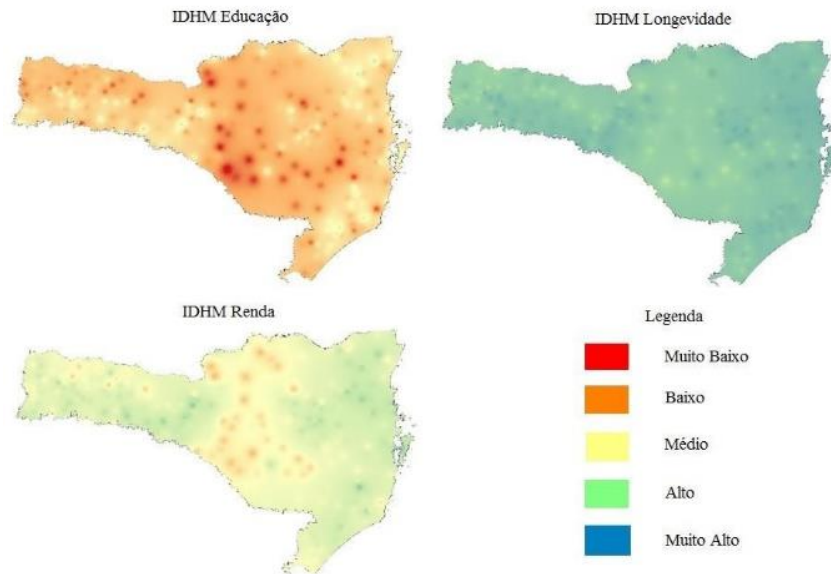 IDHM Educação
IDHM Longevidade
IDHM Renda
Legenda
Muito Baixo
Baixo
Médio
Alto
Muito Alto